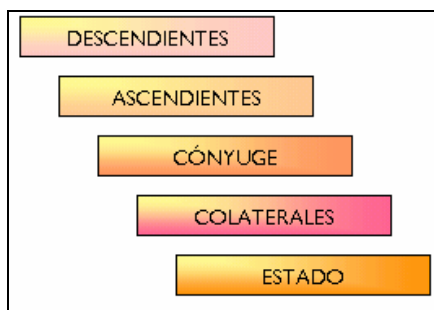 DESCENDIENTES
ASCENDIENTES
CÓNYUGE
COLATERALES
ESTADO